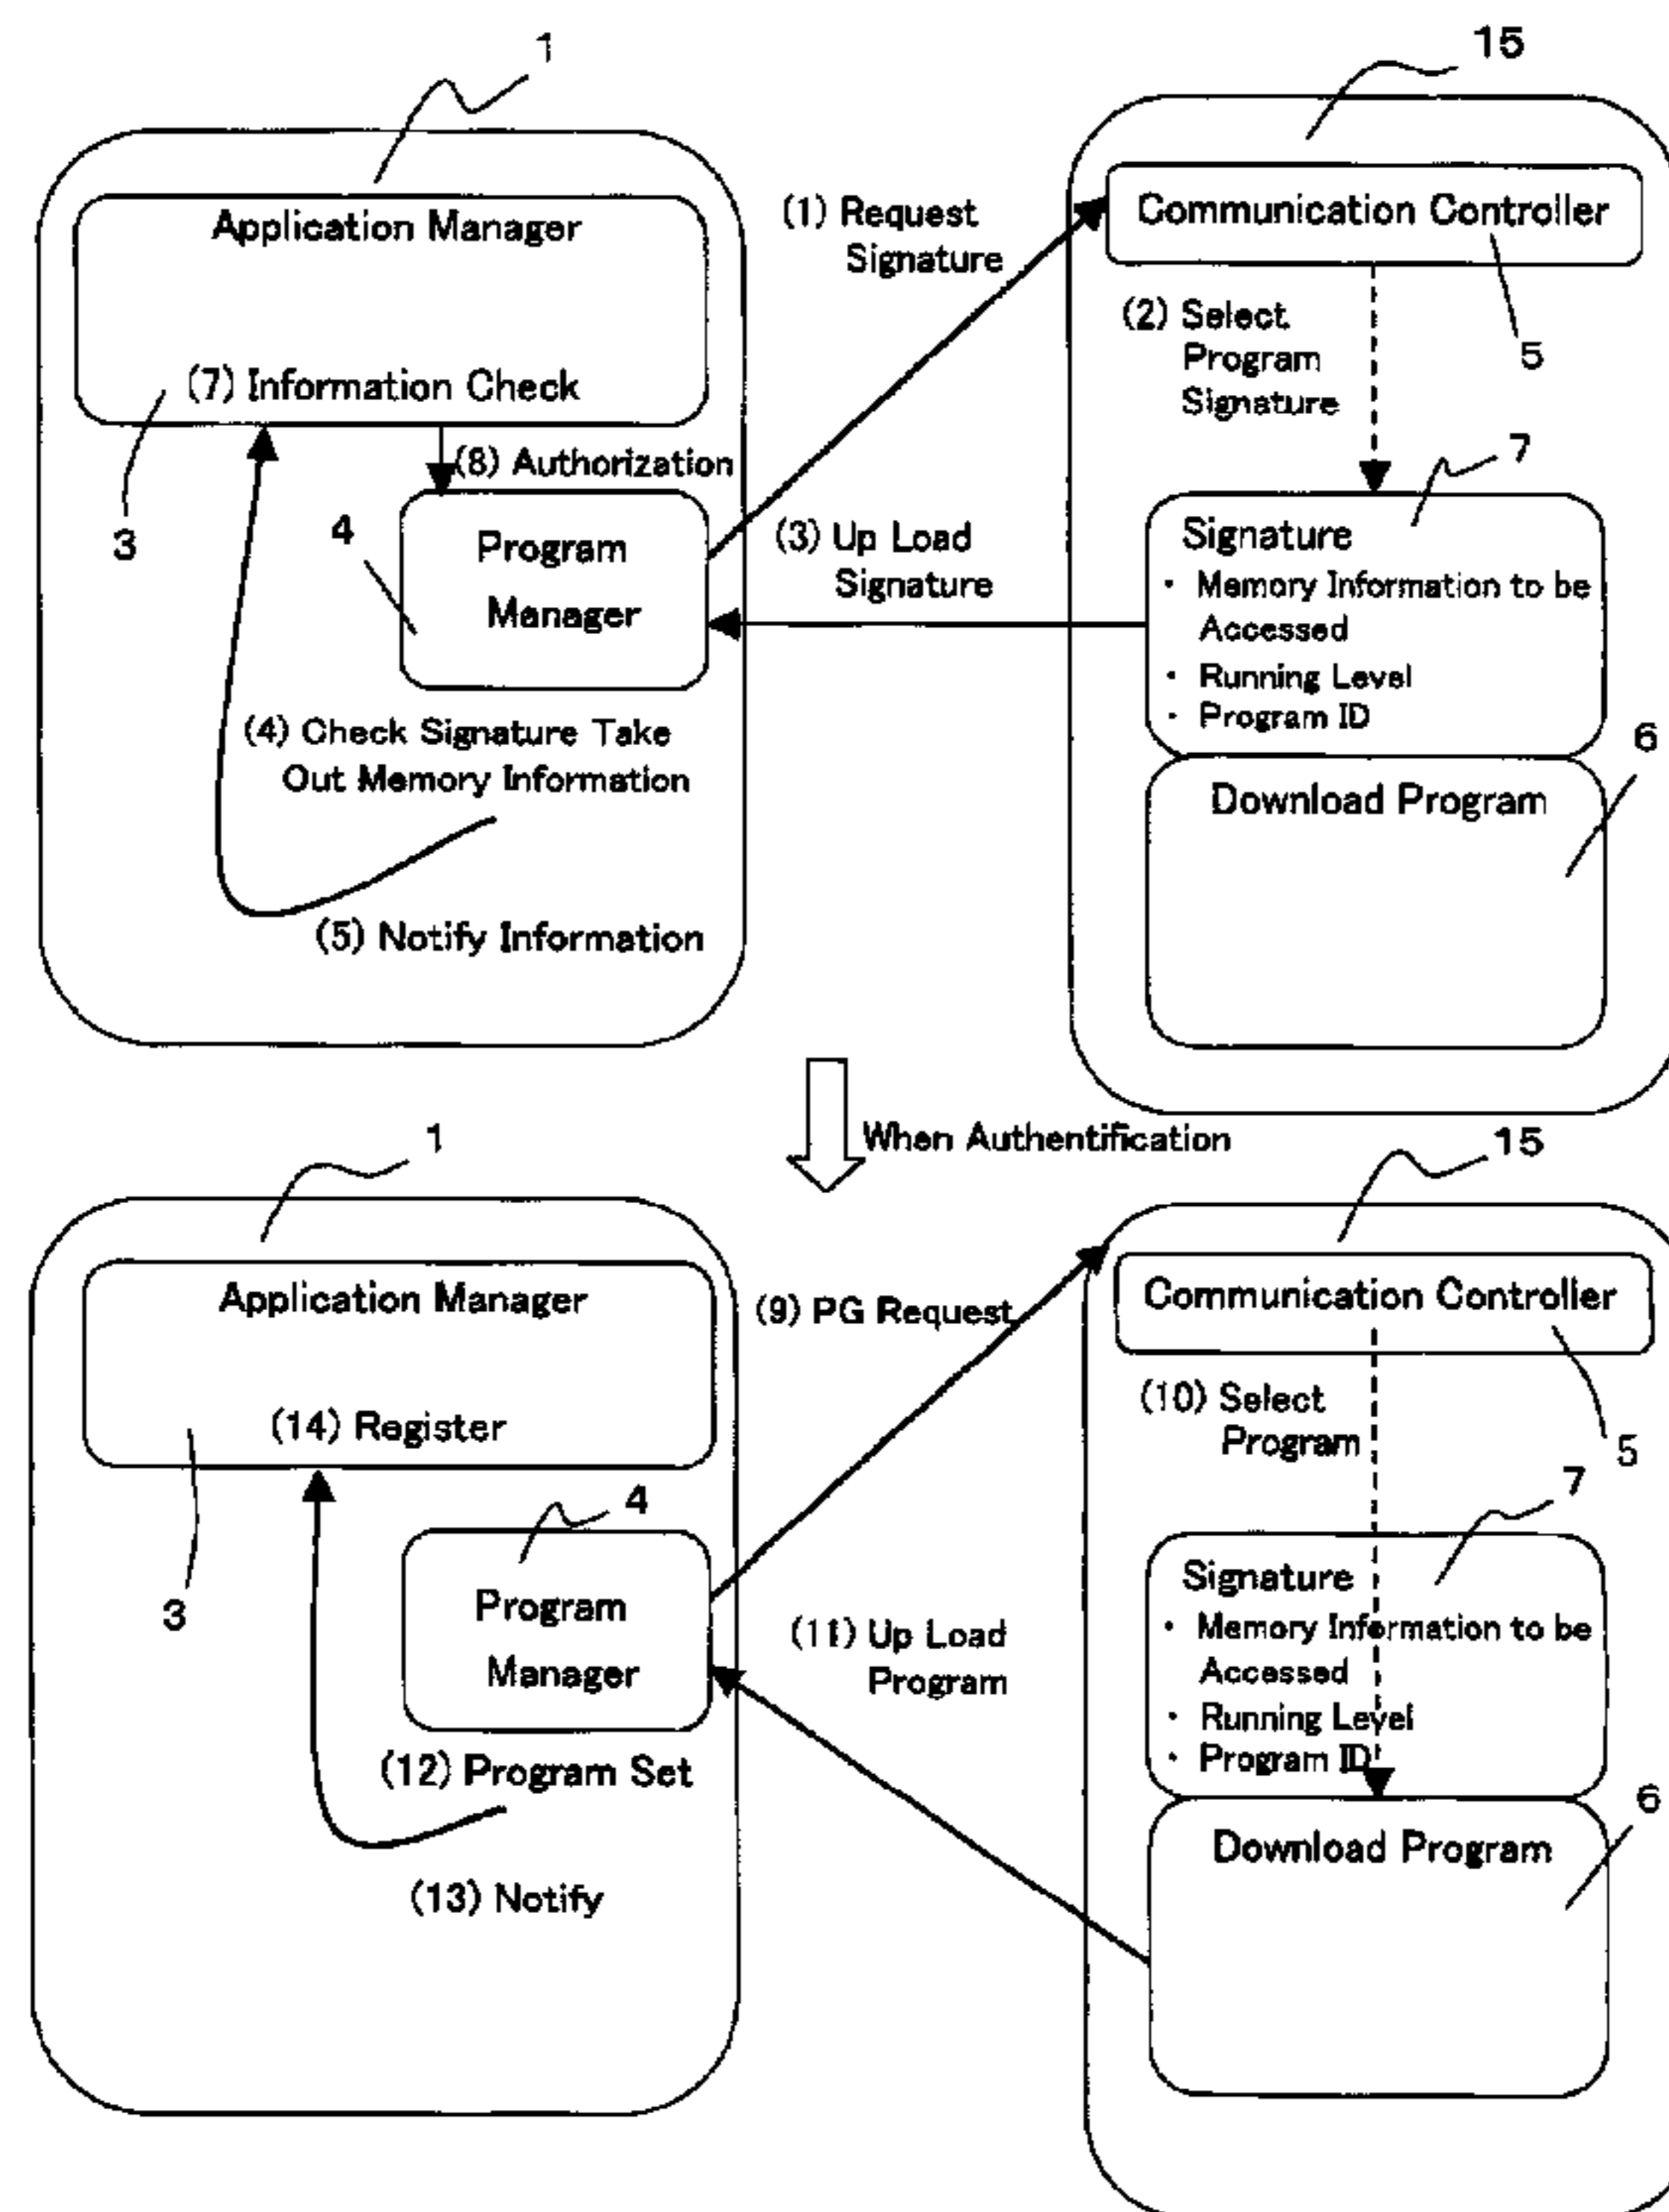 1
15
Application Manager
(7) Information Check
3
(8) Authorization
4
Program
Manager
(4) Check Signature Take
Out Memory Information
(5) Notify Information
(1) Request
Signature
(3) Up Load
Signature
Communication Controller
5
(2) Select
Program
Signature
7
Signature
・ Memory Information to be
Accessed
・ Running Level
・ Program ID
6
Download Program
When Authentification
1
15
Application Manager
(14) Register
3
4
Program
Manager
(12) Program Set
(13) Notify
(9) PG Request
(11) Up Load
Program
Communication Controller
5
(10) Select
Program
7
Signature
・ Memory Information to be
Accessed
・ Running Level
・ Program ID
6
Download Program